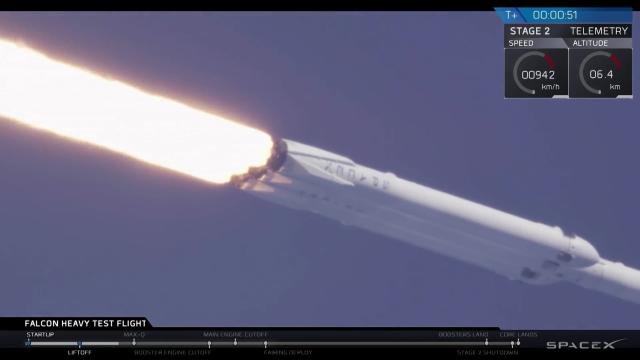 T+ 00:00:51
STAGE 2 TELEMETRY
SPEED ALTITUDE
00942 06.4
km/h km
FALCON HEAVY TEST FLIGHT
STARTUP MAX-Q MAIN ENGINE CUTOFF BOOSTERS LAND CORE LANDS
LIFTOFF BOOSTER ENGINE CUTOFF FAIRING DEPLOY STAGE 2 SHUTDOWN
SPACEX